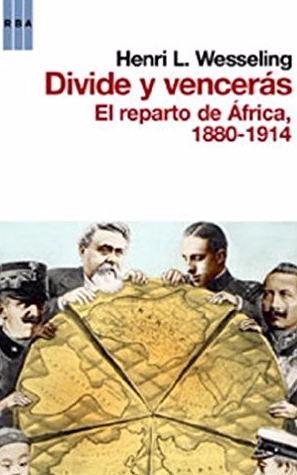 RBA
Henri L. Wesseling
Divide y vencerás
El reparto de África,
1880-1914